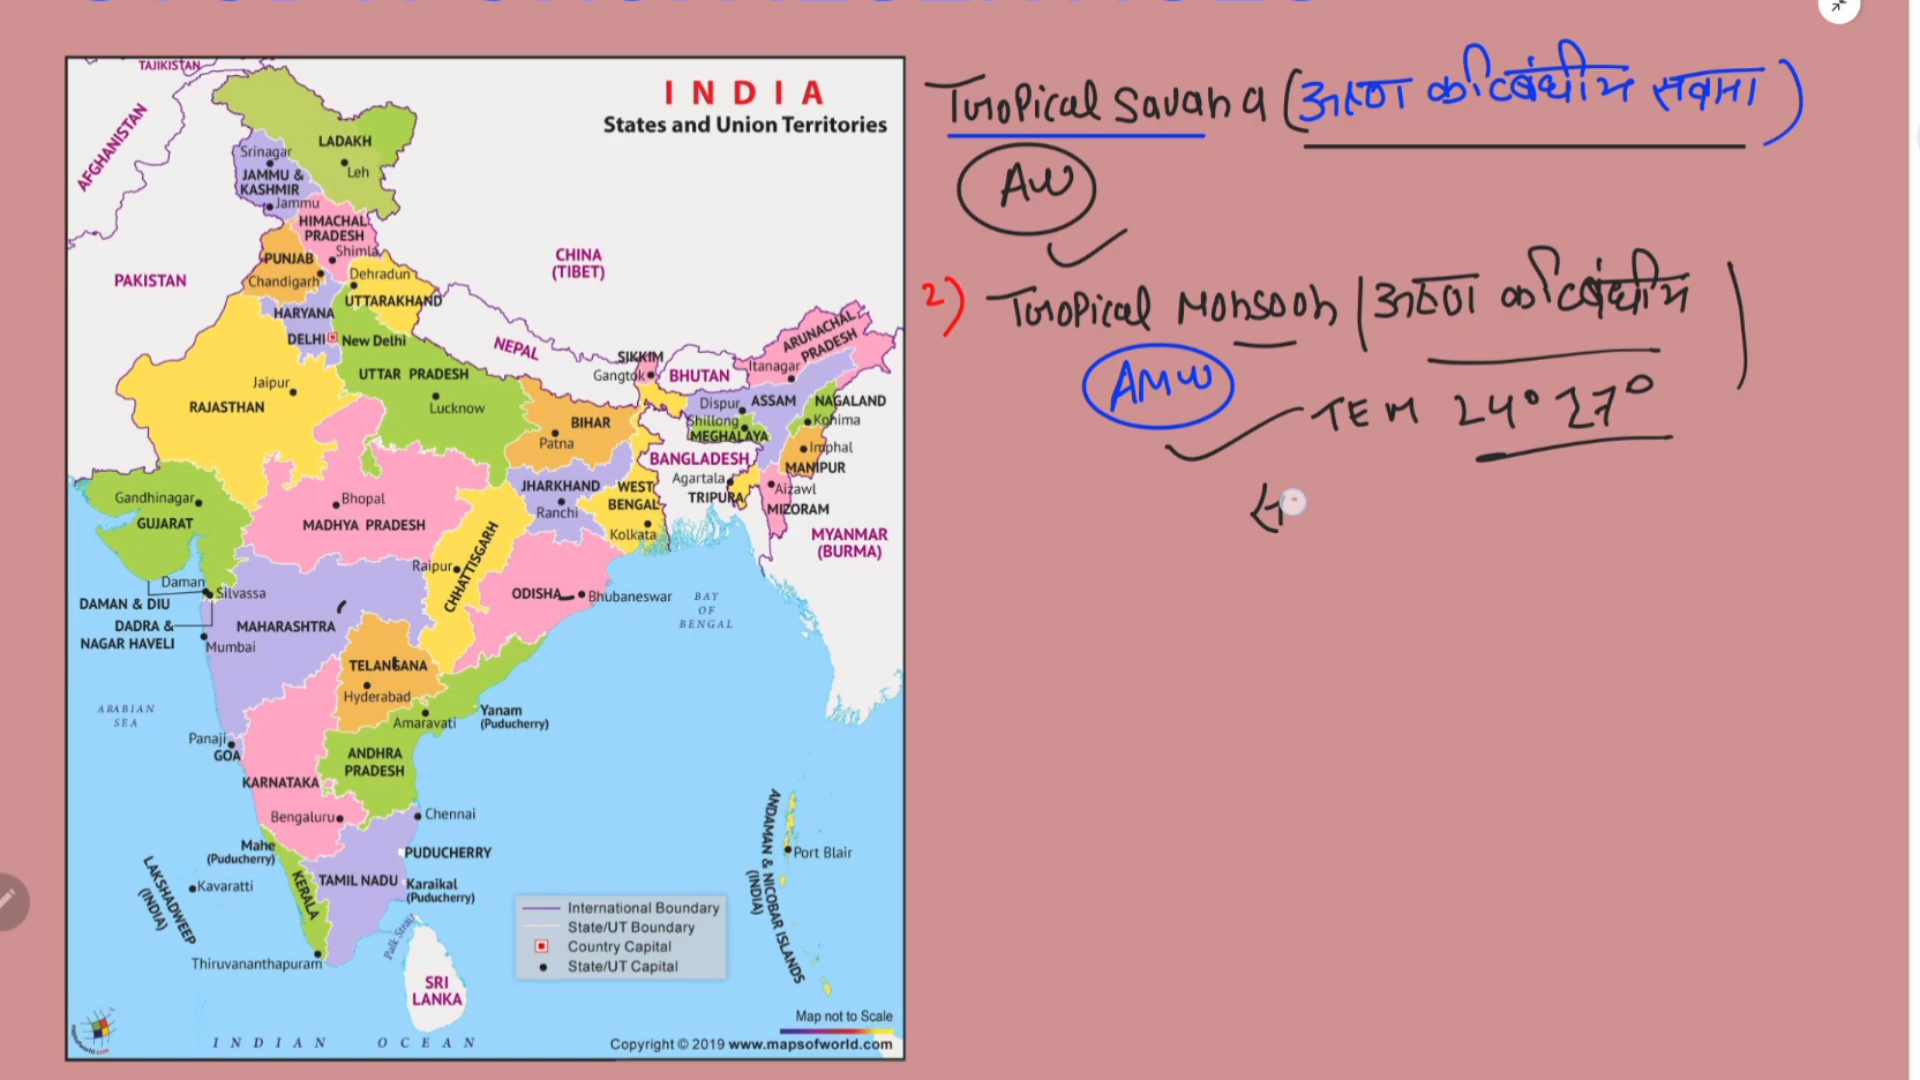 TAJIKISTAN
AFGHANISTAN
INDIA
States and Union Territories
LADAKH
Leh
Srinagar
JAMMU &
KASHMIR
Jammu
HIMACHAL
PRADESH
Shimla
PUNJAB
Chandigarh
Dehradun
UTTARAKHAND
CHINA
(TIBET)
PAKISTAN
HARYANA
DELHI
New Delhi
NEPAL
SIKKIM
Gangtok
BHUTAN
ARUNACHAL
PRADESH
Itanagar
UTTAR PRADESH
Lucknow
Jaipur
RAJASTHAN
BIHAR
Patna
Dispur
ASSAM
NAGALAND
Kohima
Shillong
MEGHALAYA
Imphal
MANIPUR
BANGLADESH
Agartala
TRIPURA
Aizawl
MIZORAM
MYANMAR
(BURMA)
JHARKHAND
Ranchi
WEST
BENGAL
Kolkata
Gandhinagar
GUJARAT
Bhopal
MADHYA PRADESH
Raipur
CHHATTISGARH
ODISHA
Bhubaneswar
BAY
OF
BENGAL
Daman
Silvassa
DAMAN & DIU
DADRA &
NAGAR HAVELI
MAHARASHTRA
Mumbai
TELANGANA
Hyderabad
Amaravati
Yanam
(Puducherry)
ARABIAN
SEA
Panaji
GOA
KARNATAKA
ANDHRA
PRADESH
Bengaluru
Chennai
Mahe
(Puducherry)
PUDUCHERRY
TAMIL NADU
Karaikal
(Puducherry)
KERALA
LAKSHADWEEP
(INDIA)
Kavaratti
Thiruvananthapuram
Palk Strait
SRI
LANKA
ANDAMAN & NICOBAR ISLANDS
(INDIA)
Port Blair
International Boundary
State/UT Boundary
Country Capital
State/UT Capital
Map not to Scale
INDIAN OCEAN
Copyright © 2019 www.mapsofworld.com
mapsofworld.com
Tropical Savana (
AW
2) Tropical Monsoon
AMW
TEM 24° 27°